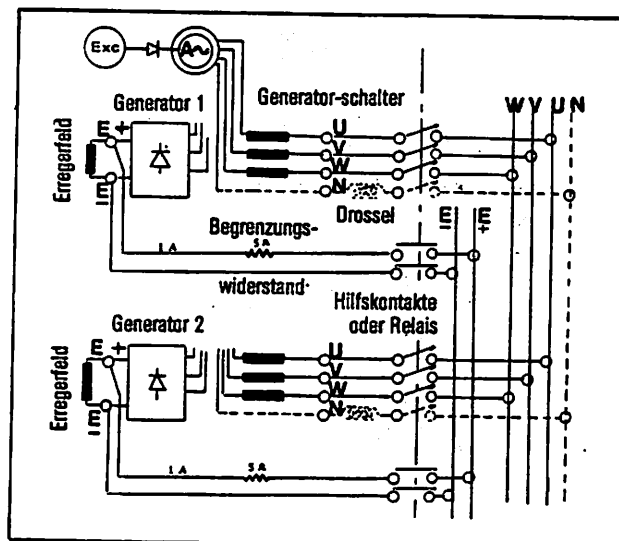 Exc A~
Generator 1 Generator-schalter
W V U N
E +
U
V
W
N
Erregerfeld
E -
Drossel
E- E+
Begrenzungs-
1 A 5 A
widerstand
Hilfskontakte
oder Relais
Generator 2
E +
U
V
W
N
Erregerfeld
E -
1 A 5 A